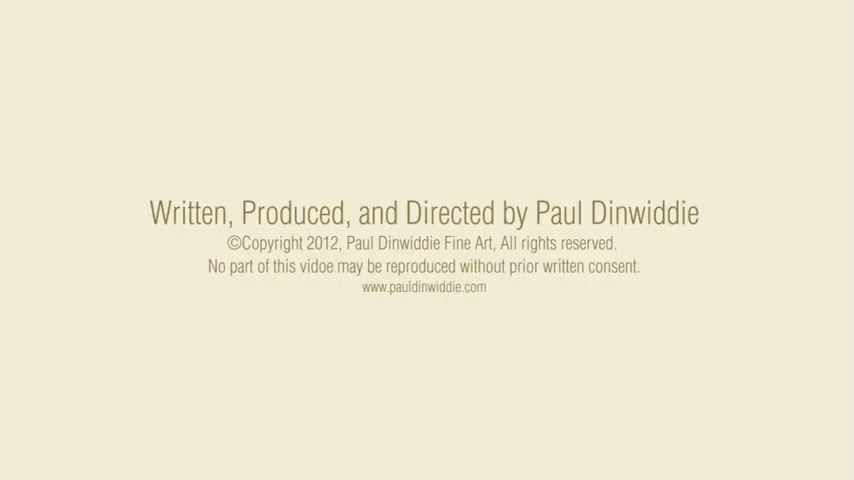 Written, Produced, and Directed by Paul Dinwiddie
©Copyright 2012, Paul Dinwiddie Fine Art, All rights reserved.
No part of this vidoe may be reproduced without prior written consent.
www.pauldinwiddie.com